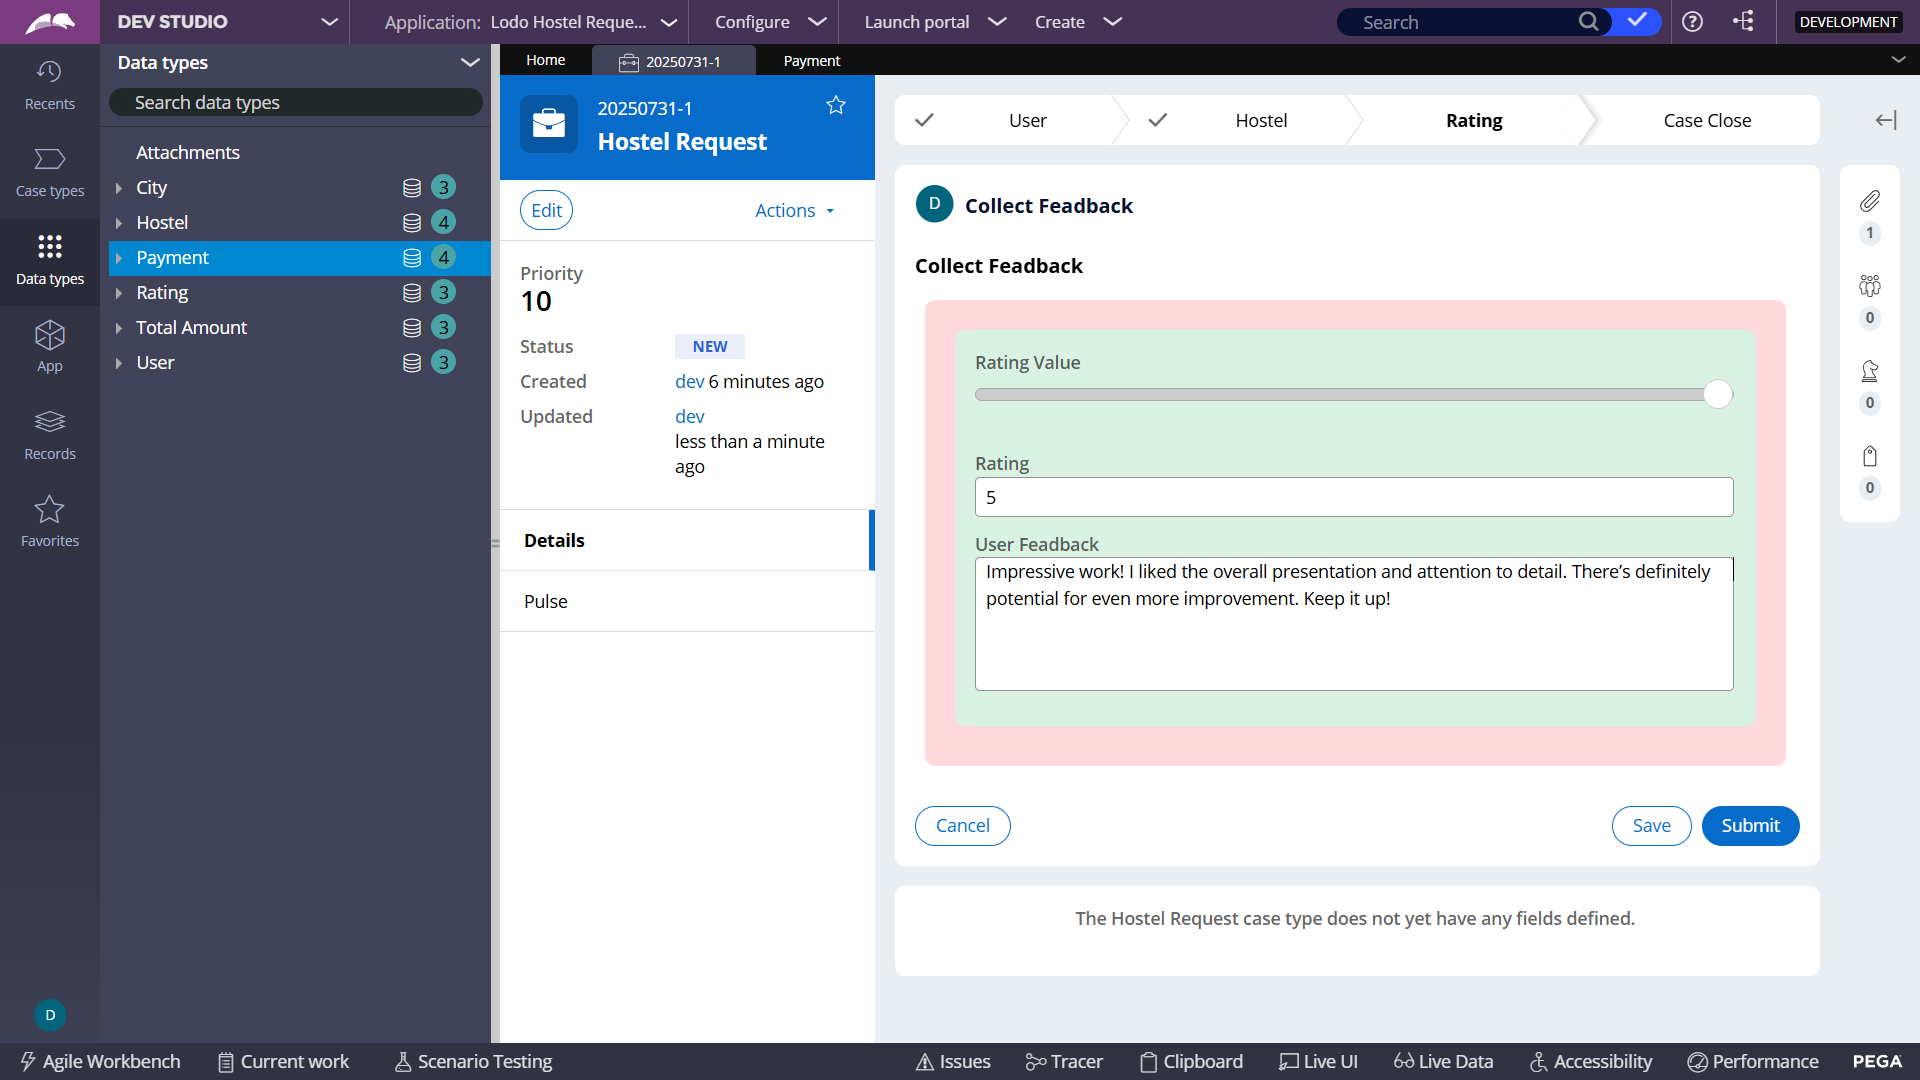 DEV STUDIO
Application: Lodo Hostel Reque...
Configure
Launch portal
Create
Search
DEVELOPMENT
Recents
Case types
Data types
App
Records
Favorites
D
Data types
Search data types
Attachments
City 3
Hostel 4
Payment 4
Rating 3
Total Amount 3
User 3
Home
20250731-1
Payment
20250731-1
Hostel Request
Edit
Actions
Priority
10
Status NEW
Created dev 6 minutes ago
Updated dev
less than a minute
ago
Details
Pulse
User
Hostel
Rating
Case Close
D Collect Feadback
Collect Feadback
Rating Value
Rating
5
User Feadback
Impressive work! I liked the overall presentation and attention to detail. There’s definitely
potential for even more improvement. Keep it up!
Cancel
Save
Submit
The Hostel Request case type does not yet have any fields defined.
1
0
0
0
Agile Workbench
Current work
Scenario Testing
Issues
Tracer
Clipboard
Live UI
Live Data
Accessibility
Performance
PEGA